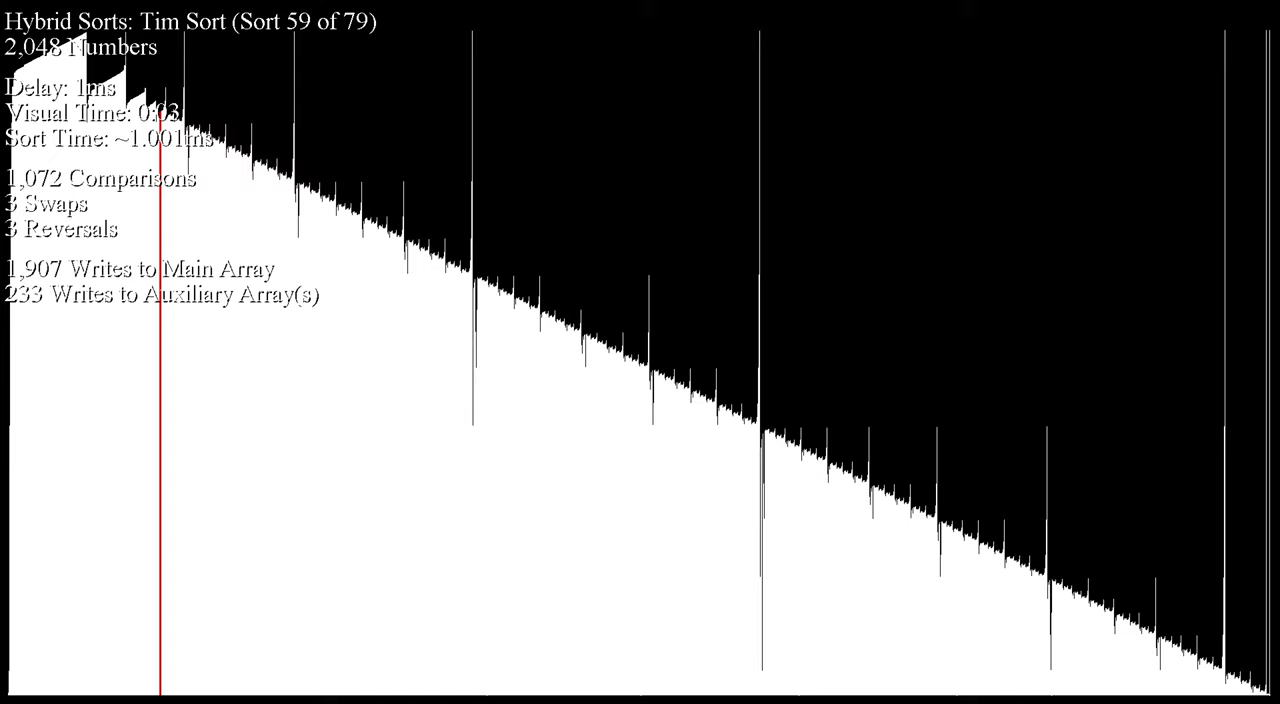 Hybrid Sorts: Tim Sort (Sort 59 of 79)
2,048 Numbers
Delay: 1ms
Visual Time: 0:03
Sort Time: ~1.001ms
1,072 Comparisons
3 Swaps
3 Reversals
1,907 Writes to Main Array
233 Writes to Auxiliary Array(s)